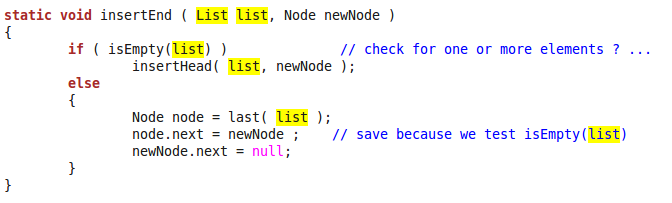 static void insertEnd ( List list, Node newNode )
{
if ( isEmpty(list) ) // check for one or more elements ? ...
insertHead( list, newNode );
else
{
Node node = last( list );
node.next = newNode ; // save because we test isEmpty(list)
newNode.next = null;
}
}